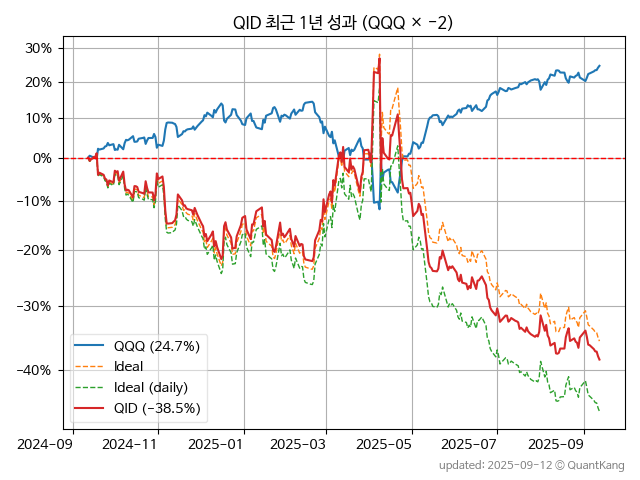 QID 최근 1년 성과 (QQQ × −2)
30%
20%
10%
0%
−10%
−20%
−30%
−40%
QQQ (24.7%)
Ideal
Ideal (daily)
QID (−38.5%)
2024-09
2024-11
2025-01
2025-03
2025-05
2025-07
2025-09
updated: 2025-09-12 © QuantKang